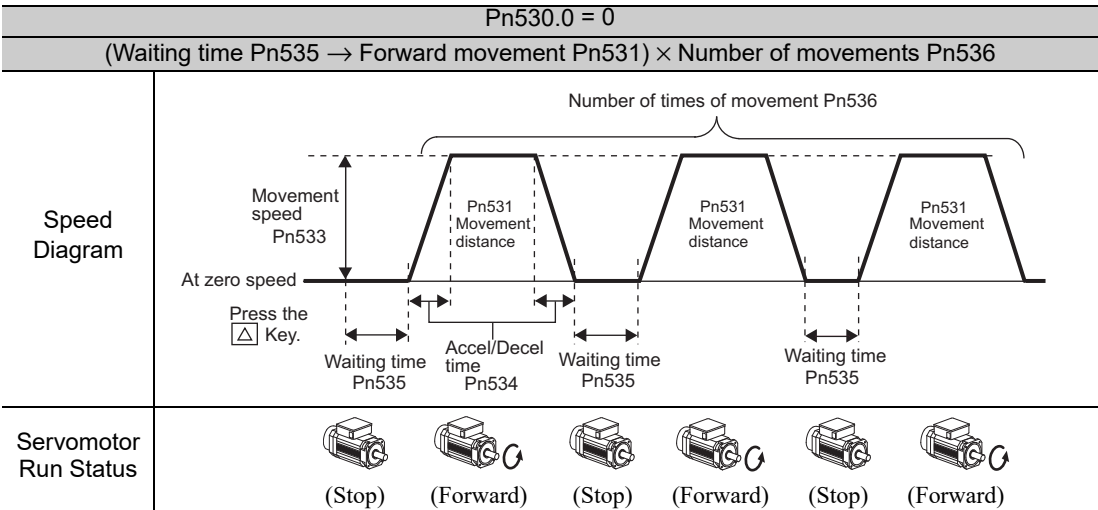 Pn530.0 = 0
(Waiting time Pn535 → Forward movement Pn531) × Number of movements Pn536
Speed
Diagram
Number of times of movement Pn536
Movement
speed
Pn533
Pn531
Movement
distance
Pn531
Movement
distance
Pn531
Movement
distance
At zero speed
Press the
△ Key.
Waiting time
Pn535
Accel/Decel
time
Pn534
Waiting time
Pn535
Waiting time
Pn535
Servomotor
Run Status
(Stop) (Forward) (Stop) (Forward) (Stop) (Forward)